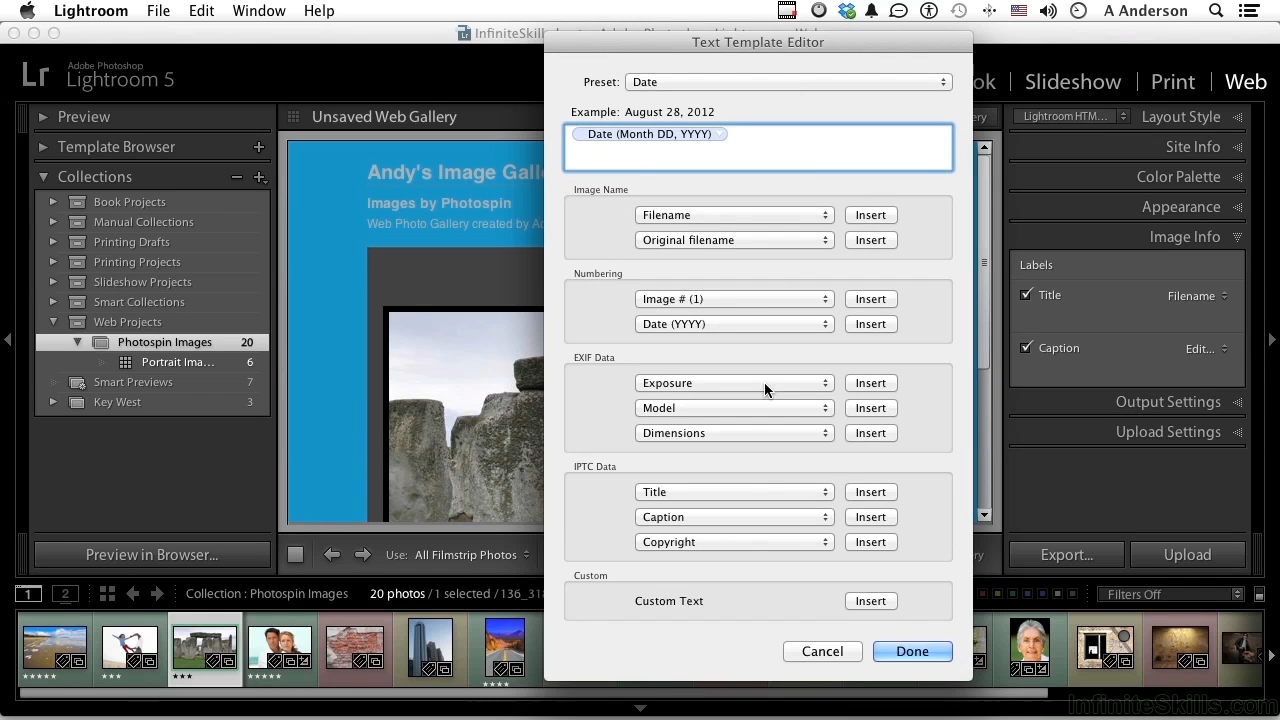 Lightroom File Edit Window Help A Anderson
Text Template Editor
Lr Adobe Photoshop
Lightroom 5
Slideshow | Print | Web
Preset: Date
Example: August 28, 2012
Date (Month DD, YYYY)
Image Name
Filename Insert
Original filename Insert
Numbering
Image # (1) Insert
Date (YYYY) Insert
EXIF Data
Exposure Insert
Model Insert
Dimensions Insert
IPTC Data
Title Insert
Caption Insert
Copyright Insert
Custom
Custom Text Insert
Cancel Done
Preview
Template Browser
Collections
Book Projects
Manual Collections
Printing Drafts
Printing Projects
Slideshow Projects
Smart Collections
Web Projects
Photospin Images 20
Portrait Ima... 6
Smart Previews 7
Key West 3
Preview in Browser...
Unsaved Web Gallery
Andy's Image
Images by Photospin
Web Photo Gallery created by
Use: All Filmstrip Photos
Lightroom HTM... Layout Style
Site Info
Color Palette
Appearance
Image Info
Labels
Title Filename
Caption Edit...
Output Settings
Upload Settings
Export... Upload
1 2 Collection : Photospin Images 20 photos / 1 selected / Filters Off
InfiniteSkills.com